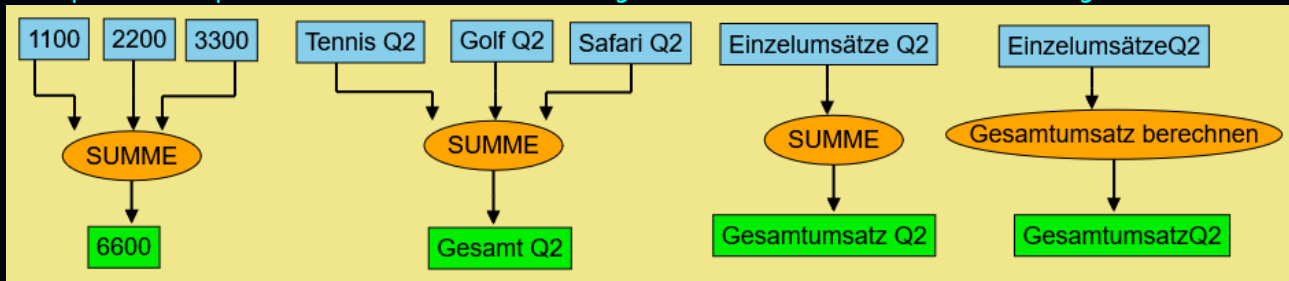 1100 2200 3300 Tennis Q2 Golf Q2 Safari Q2 Einzelumsätze Q2 EinzelumsätzeQ2
SUMME SUMME SUMME Gesamtumsatz berechnen
6600 Gesamt Q2 Gesamtumsatz Q2 GesamtumsatzQ2